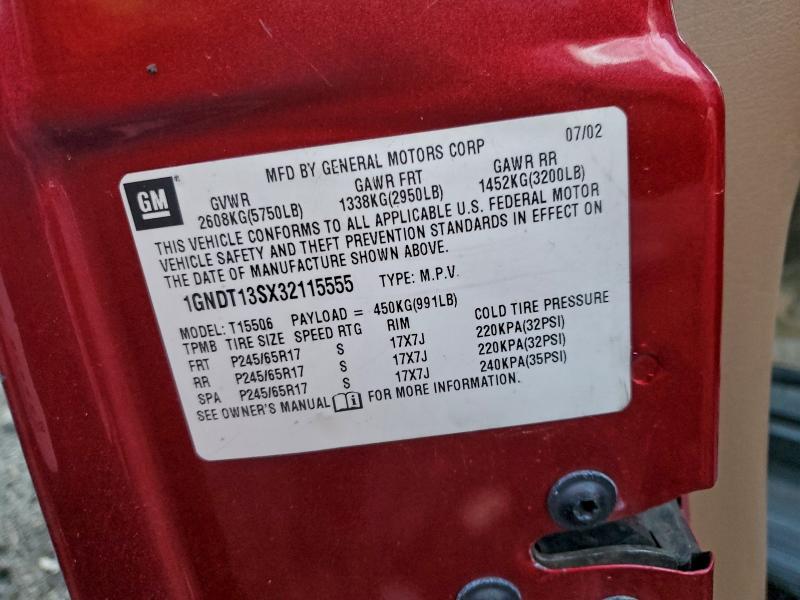 07/02
MFD BY GENERAL MOTORS CORP
GM
GVWR GAWR FRT GAWR RR
2608KG(5750LB) 1338KG(2950LB) 1452KG(3200LB)
THIS VEHICLE CONFORMS TO ALL APPLICABLE U.S. FEDERAL MOTOR
VEHICLE SAFETY AND THEFT PREVENTION STANDARDS IN EFFECT ON
THE DATE OF MANUFACTURE SHOWN ABOVE.
1GNDT13SX32115555 TYPE: M.P.V.
MODEL: T15506 PAYLOAD = 450KG(991LB)
TPMB TIRE SIZE SPEED RTG RIM COLD TIRE PRESSURE
FRT P245/65R17 S 17X7J 220KPA(32PSI)
RR P245/65R17 S 17X7J 220KPA(32PSI)
SPA P245/65R17 S 17X7J 240KPA(35PSI)
SEE OWNER'S MANUAL FOR MORE INFORMATION.